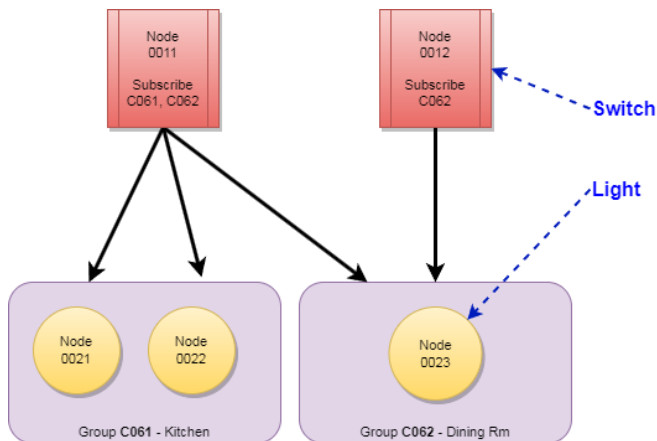 Node
0011
Subscribe
C061, C062
Node
0012
Subscribe
C062
Switch
Light
Node
0021
Node
0022
Node
0023
Group C061 - Kitchen
Group C062 - Dining Rm